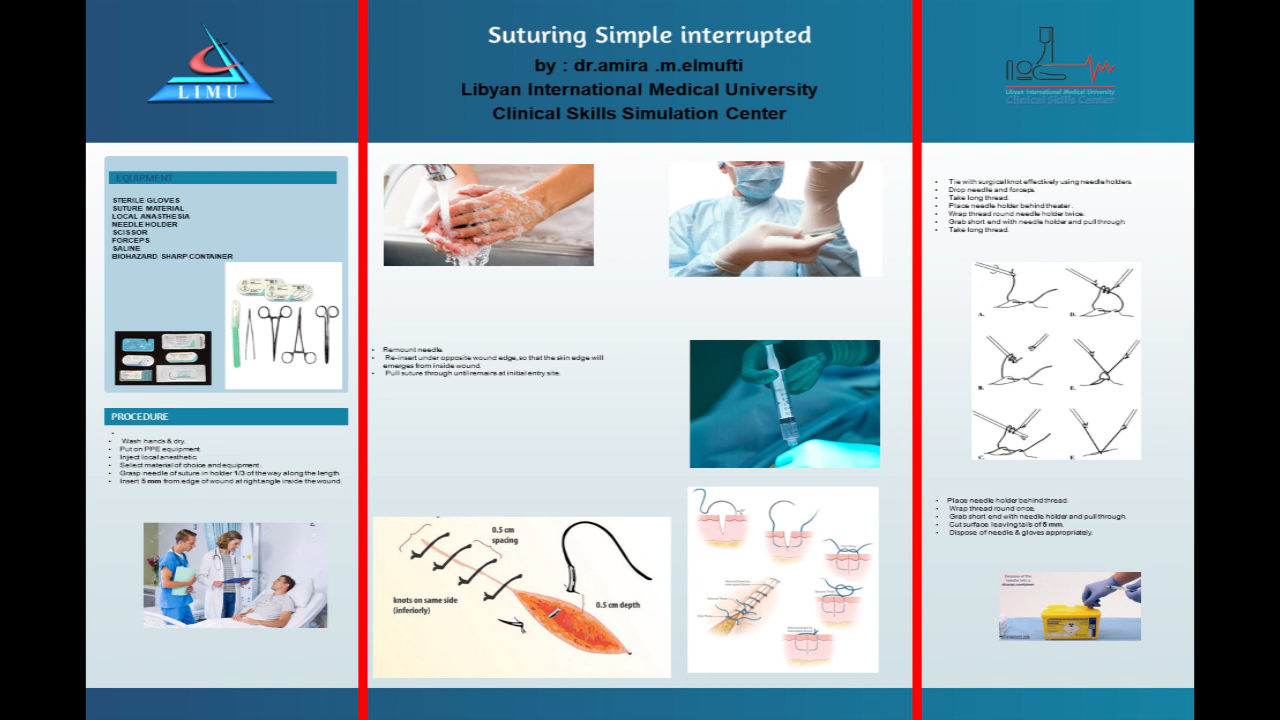 LIMU
Suturing Simple interrupted
by : dr.amira .m.elmufti
Libyan International Medical University
Clinical Skills Simulation Center
Libyan International Medical University
Clinical Skills Center
EQUIPMENT
STERILE GLOVES
SUTURE MATERIAL
LOCAL ANASTHESIA
NEEDLE HOLDER
SCISSOR
FORCEPS
SALINE
BIOHAZARD SHARP CONTAINER
PROCEDURE
• Wash hands & dry.
• Put on PPE equipment
• Inject local anesthetic.
• Select material of choice and equipment .
• Grasp needle of suture in holder 1/3 of the way along the length.
• Insert 5 mm from edge of wound at right angle inside the wound.
• Remount needle
• Re-insert under opposite wound edge, so that the skin edge will
emerges from inside wound.
• Pull suture through until remains at initial entry site.
0.5 cm
spacing
knots on same side
(inferiorly)
0.5 cm depth
• Tie with surgical knot effectively using needle holders.
• Drop needle and forceps.
• Take long thread.
• Place needle holder behind theater .
• Wrap thread round needle holder twice.
• Grab short end with needle holder and pull through
• Take long thread.
A.
D.
B.
E.
C.
F.
• Place needle holder behind thread.
• Wrap thread round once.
• Grab short end with needle holder and pull through.
• Cut surface leaving tails of 5 mm.
• Dispose of needle & gloves appropriately.
Dispose of the
needle into a
sharps container